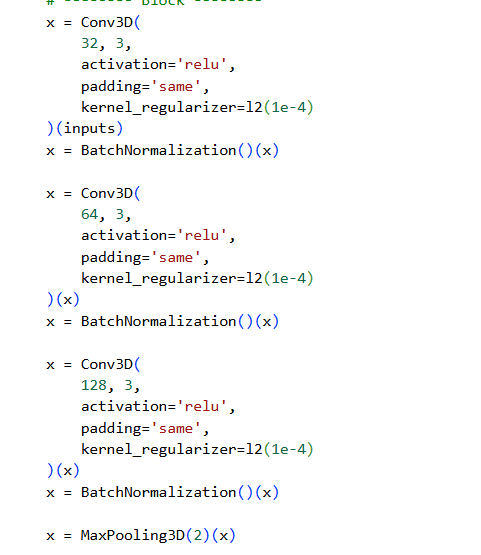 x = Conv3D(
    32, 3,
    activation='relu',
    padding='same',
    kernel_regularizer=l2(1e-4)
)(inputs)
x = BatchNormalization()(x)

x = Conv3D(
    64, 3,
    activation='relu',
    padding='same',
    kernel_regularizer=l2(1e-4)
)(x)
x = BatchNormalization()(x)

x = Conv3D(
    128, 3,
    activation='relu',
    padding='same',
    kernel_regularizer=l2(1e-4)
)(x)
x = BatchNormalization()(x)

x = MaxPooling3D(2)(x)